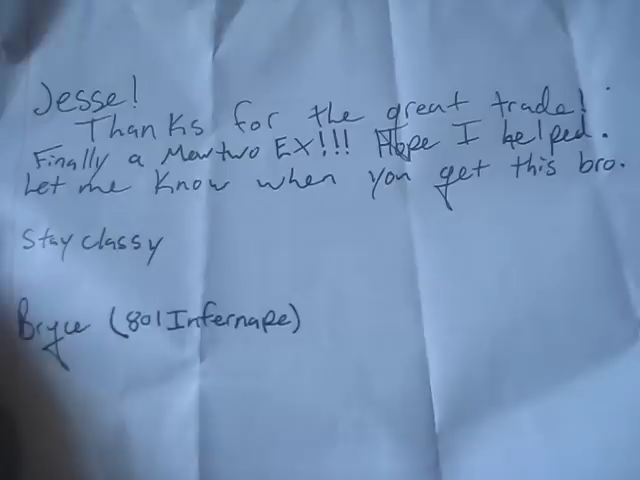 Jesse!
Thanks for the great trade!
Finally a Mewtwo EX!!! Hope I helped.
Let me know when you get this bro.
Stay classy
Bryce (801Infernape)